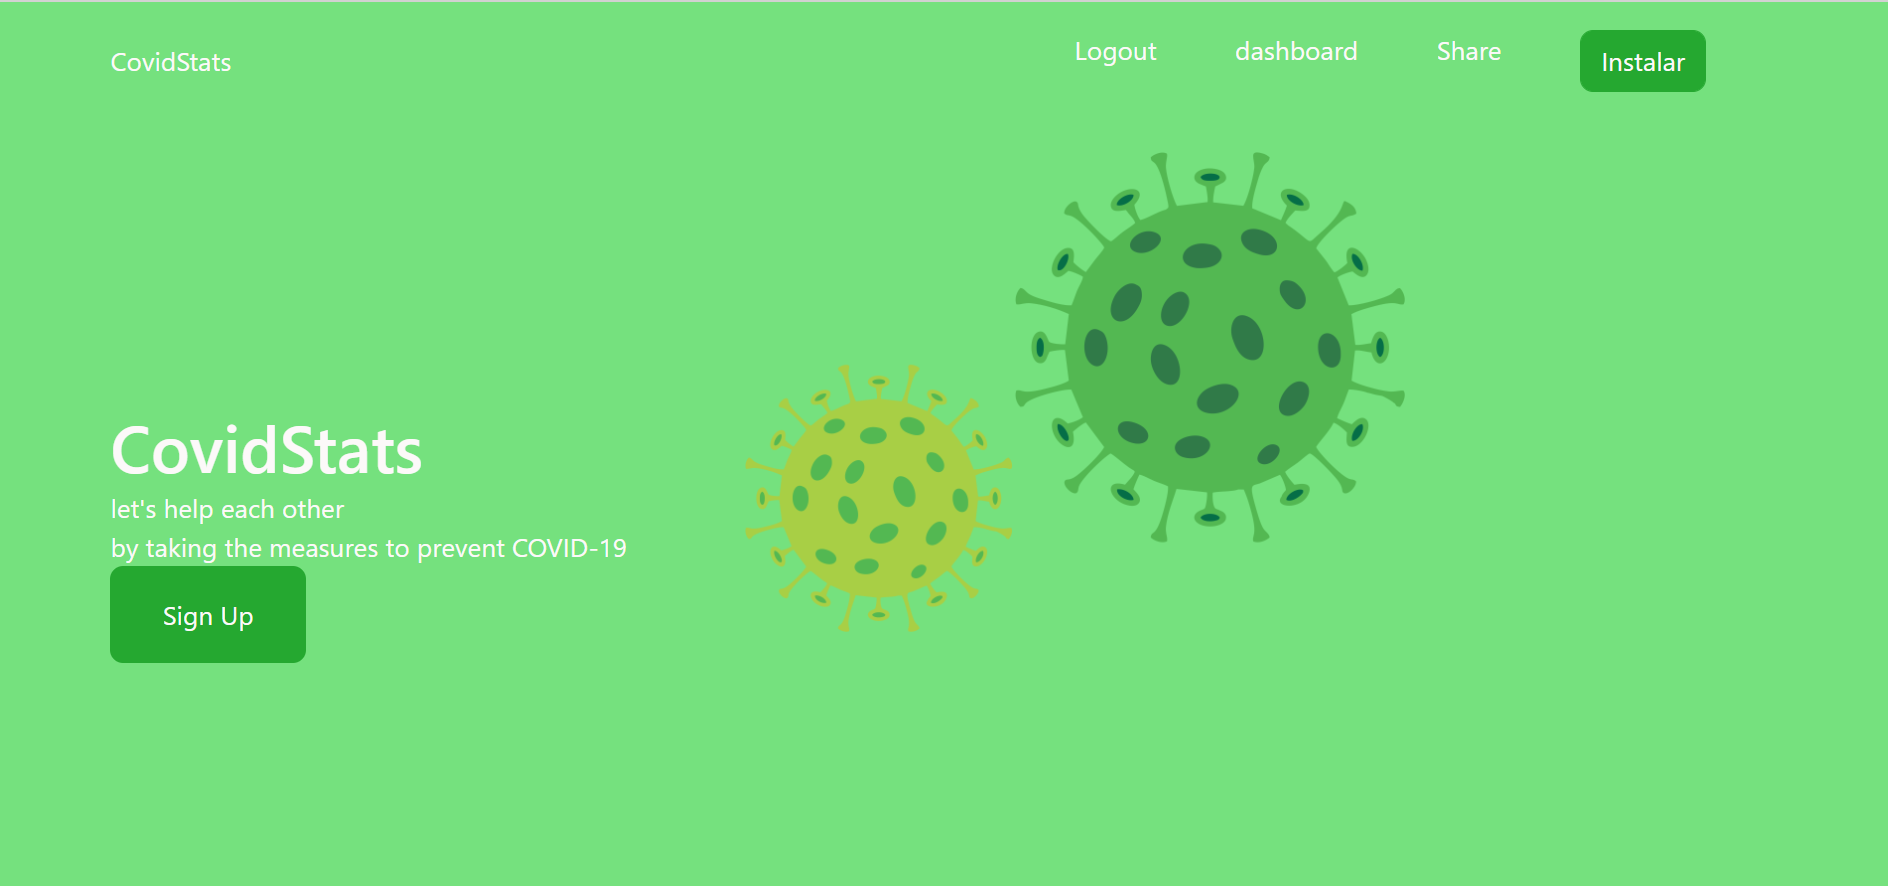 CovidStats
Logout dashboard Share Instalar
CovidStats
let's help each other
by taking the measures to prevent COVID-19
Sign Up